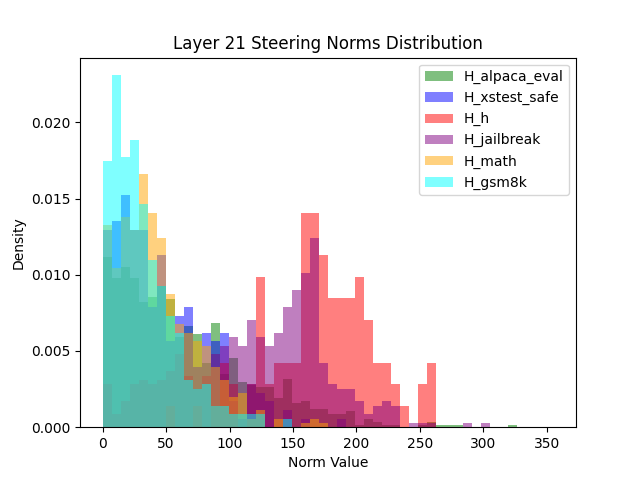 Layer 21 Steering Norms Distribution
H_alpaca_eval
H_xstest_safe
H_h
H_jailbreak
H_math
H_gsm8k
Density
0.020
0.015
0.010
0.005
0.000
0
50
100
150
200
250
300
350
Norm Value